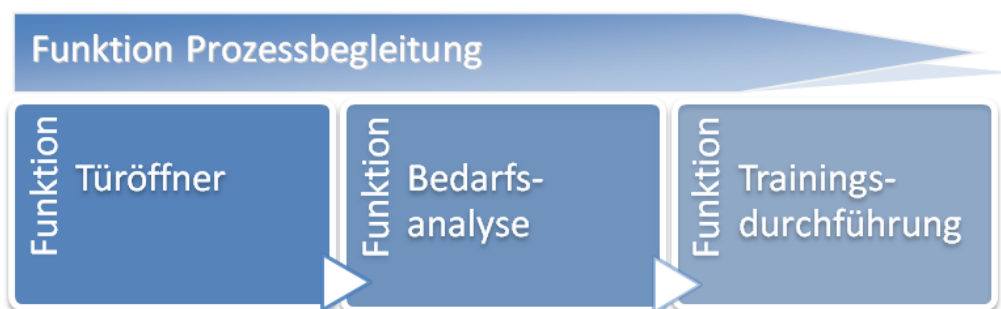 Funktion Prozessbegleitung
Funktion
Türöffner
Funktion
Bedarfs-
analyse
Funktion
Trainings-
durchführung